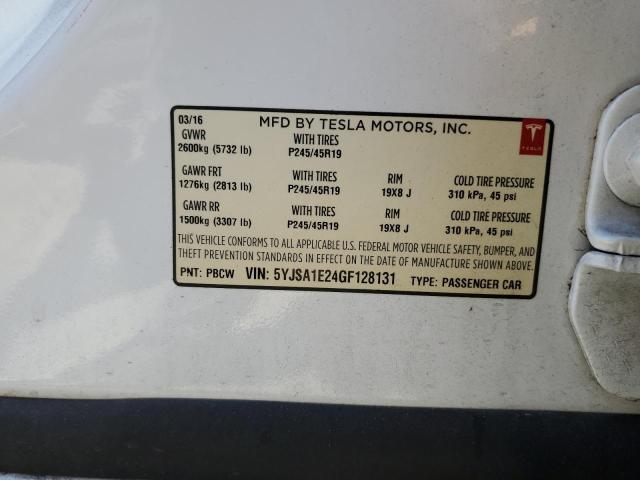 03/16 MFD BY TESLA MOTORS, INC.
GVWR WITH TIRES
2600kg (5732 lb) P245/45R19
TESLA
GAWR FRT WITH TIRES RIM COLD TIRE PRESSURE
1276kg (2813 lb) P245/45R19 19X8 J 310 kPa, 45 psi
GAWR RR WITH TIRES RIM COLD TIRE PRESSURE
1500kg (3307 lb) P245/45R19 19X8 J 310 kPa, 45 psi
THIS VEHICLE CONFORMS TO ALL APPLICABLE U.S. FEDERAL MOTOR VEHICLE SAFETY, BUMPER, AND
THEFT PREVENTION STANDARDS IN EFFECT ON THE DATE OF MANUFACTURE SHOWN ABOVE.
PNT: PBCW VIN: 5YJSA1E24GF128131 TYPE: PASSENGER CAR